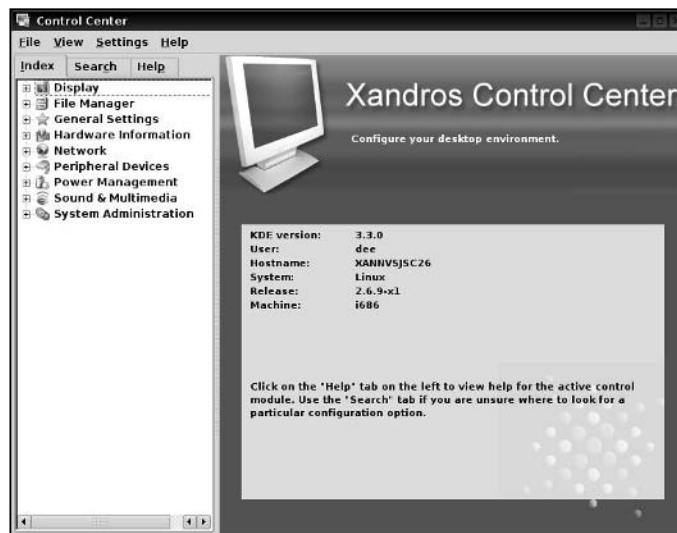 Control Center
File View Settings Help
Index Search Help
Display
File Manager
General Settings
Hardware Information
Network
Peripheral Devices
Power Management
Sound & Multimedia
System Administration
Xandros Control Center
Configure your desktop environment.
KDE version: 3.3.0
User: dee
Hostname: XANNVSJSC26
System: Linux
Release: 2.6.9-x1
Machine: i686
Click on the "Help" tab on the left to view help for the active control
module. Use the "Search" tab if you are unsure where to look for a
particular configuration option.